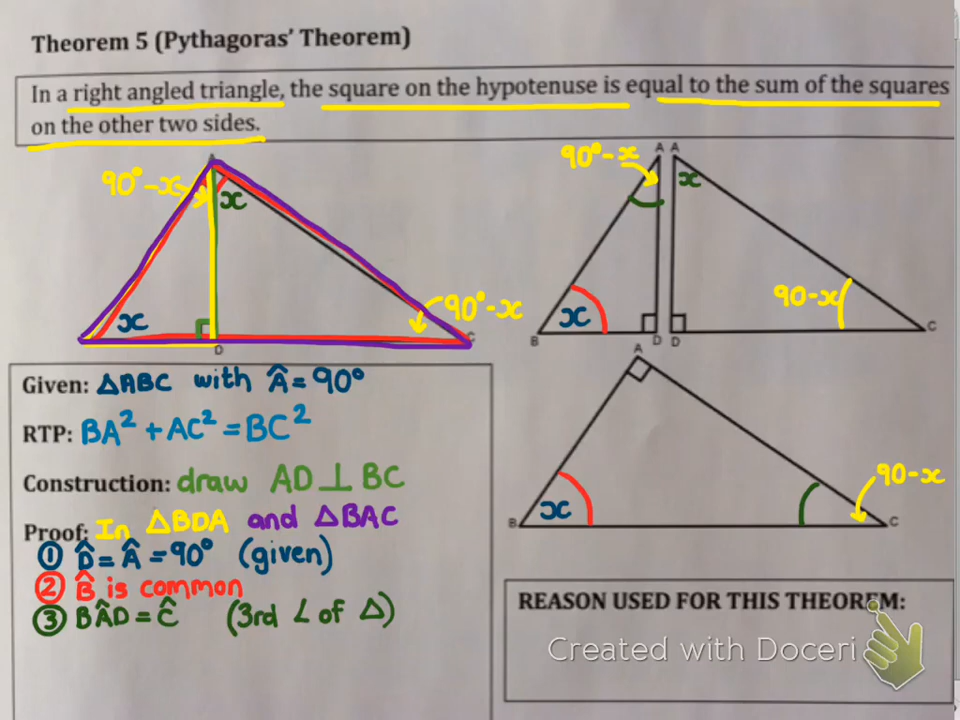 Theorem 5 (Pythagoras' Theorem)
In a right angled triangle, the square on the hypotenuse is equal to the sum of the squares
on the other two sides.
A
90°-x
x
x
90°-x
C
D
90°-x
A A
x
x
90-x
B
D D
C
A
x
90-x
B
C
Given: △ABC with Â=90°
RTP: BA²+AC²=BC²
Construction: draw AD⊥BC
Proof: In △BDA and △BAC
① D̂=Â=90° (given)
② B̂ is common
③ BÂD=Ĉ (3rd ∠ of △)
REASON USED FOR THIS THEOREM:
Created with Doceri